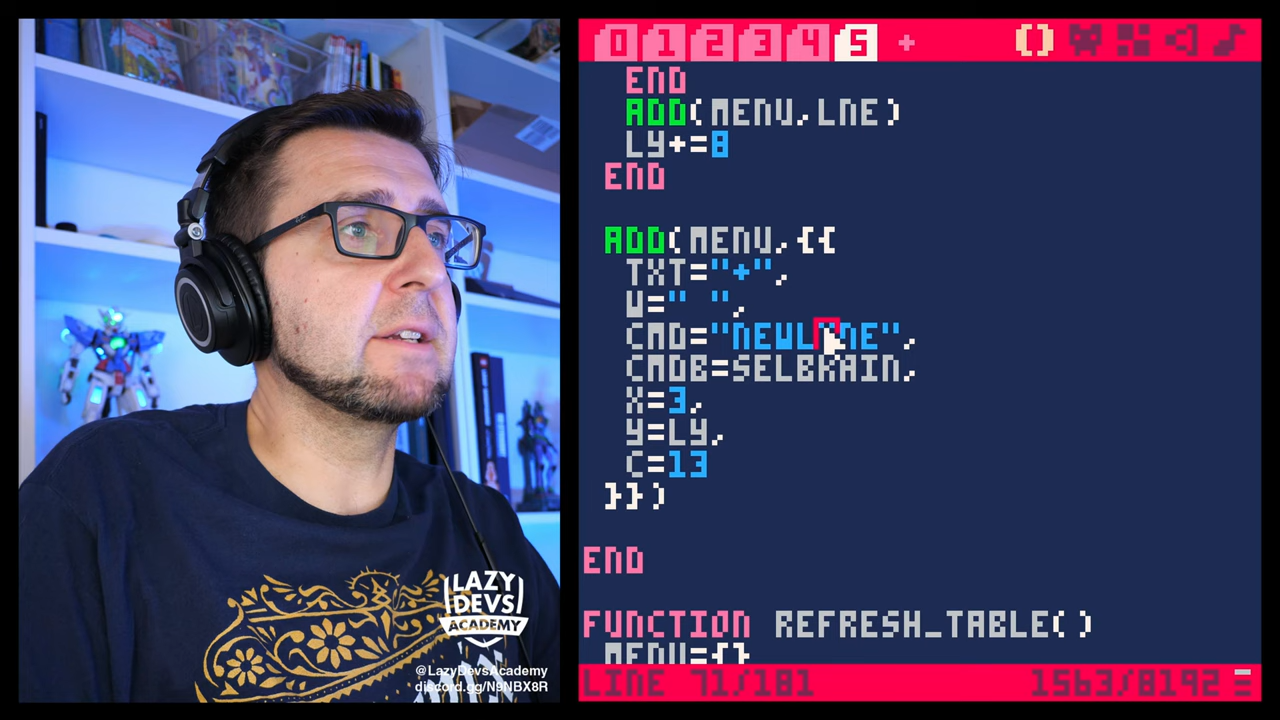 0 1 2 3 4 5 +
END
ADD(MENU,LNE)
LY+=8
END
ADD(MENU,{{
TXT="+",
W=" ",
CMD="NEWLINE",
CMDB=SELBRAIN,
X=3,
Y=LY,
C=13
}})
END
FUNCTION REFRESH_TABLE()
MENU={}
LINE 71/181 1563/8192
LAZY
DEVS
ACADEMY
@LazyDevsAcademy
discord.gg/N9NBX8R